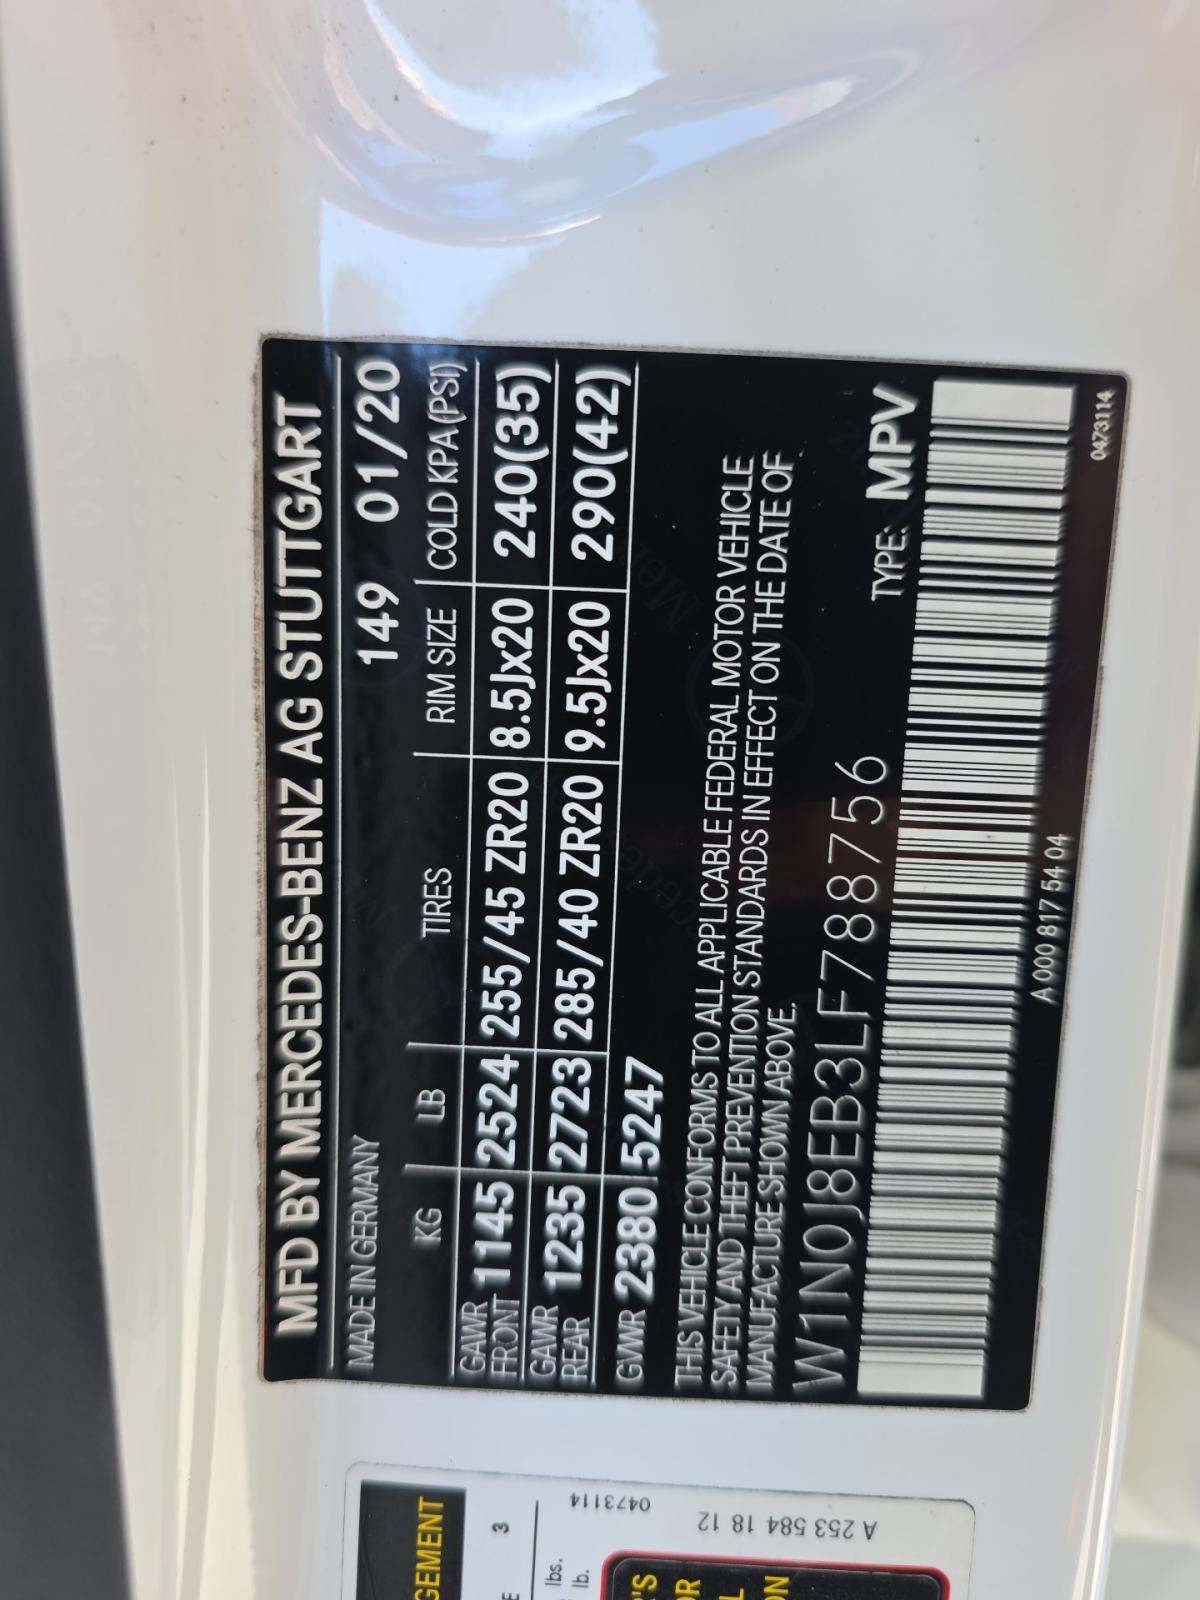 MFD BY MERCEDES-BENZ AG STUTTGART
MADE IN GERMANY 149 01/20
KG LB TIRES RIM SIZE COLD KPA(PSI)
GAWR FRONT 1145 2524 255/45 ZR20 8.5Jx20 240(35)
GAWR REAR 1235 2723 285/40 ZR20 9.5Jx20 290(42)
GVWR 2380 5247
THIS VEHICLE CONFORMS TO ALL APPLICABLE FEDERAL MOTOR VEHICLE
SAFETY AND THEFT PREVENTION STANDARDS IN EFFECT ON THE DATE OF
MANUFACTURE SHOWN ABOVE.
W1N0J8EB3LF788756 TYPE: MPV
A 000 817 54 04 0473114
GEMENT
3
lbs.
lb.
0473114
A 253 584 18 12